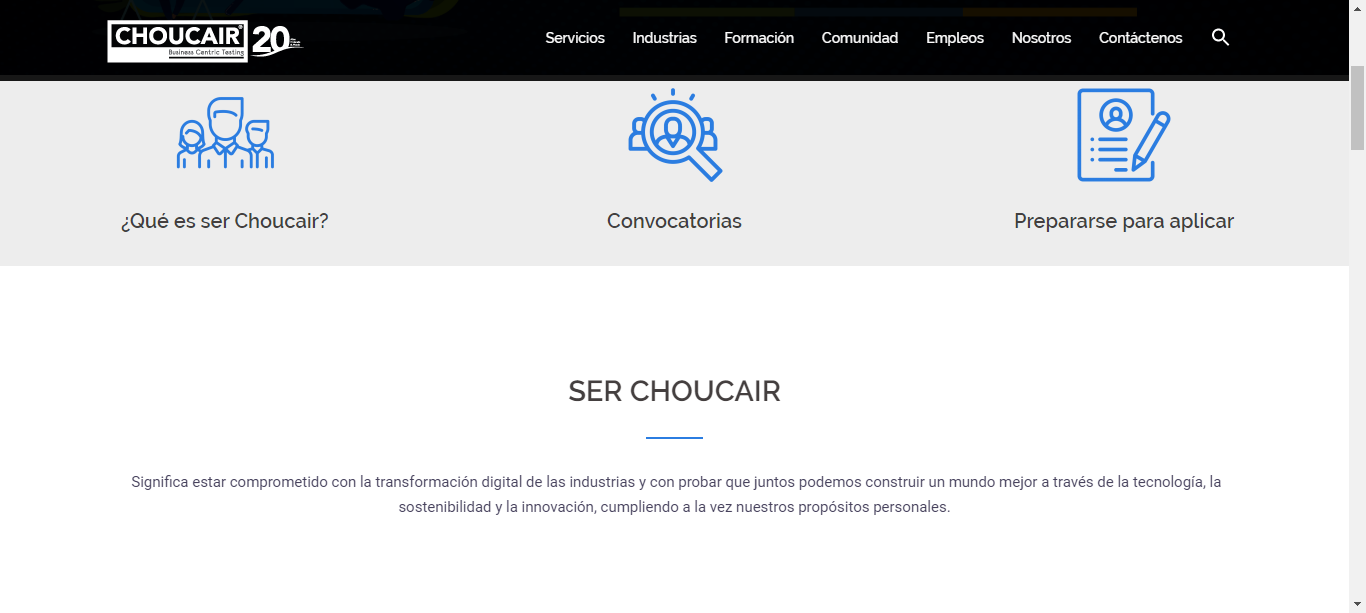 CHOUCAIR®
Business Centric Testing
20
Servicios Industrias Formación Comunidad Empleos Nosotros Contáctenos
¿Qué es ser Choucair? Convocatorias Prepararse para aplicar
SER CHOUCAIR
Significa estar comprometido con la transformación digital de las industrias y con probar que juntos podemos construir un mundo mejor a través de la tecnología, la
sostenibilidad y la innovación, cumpliendo a la vez nuestros propósitos personales.